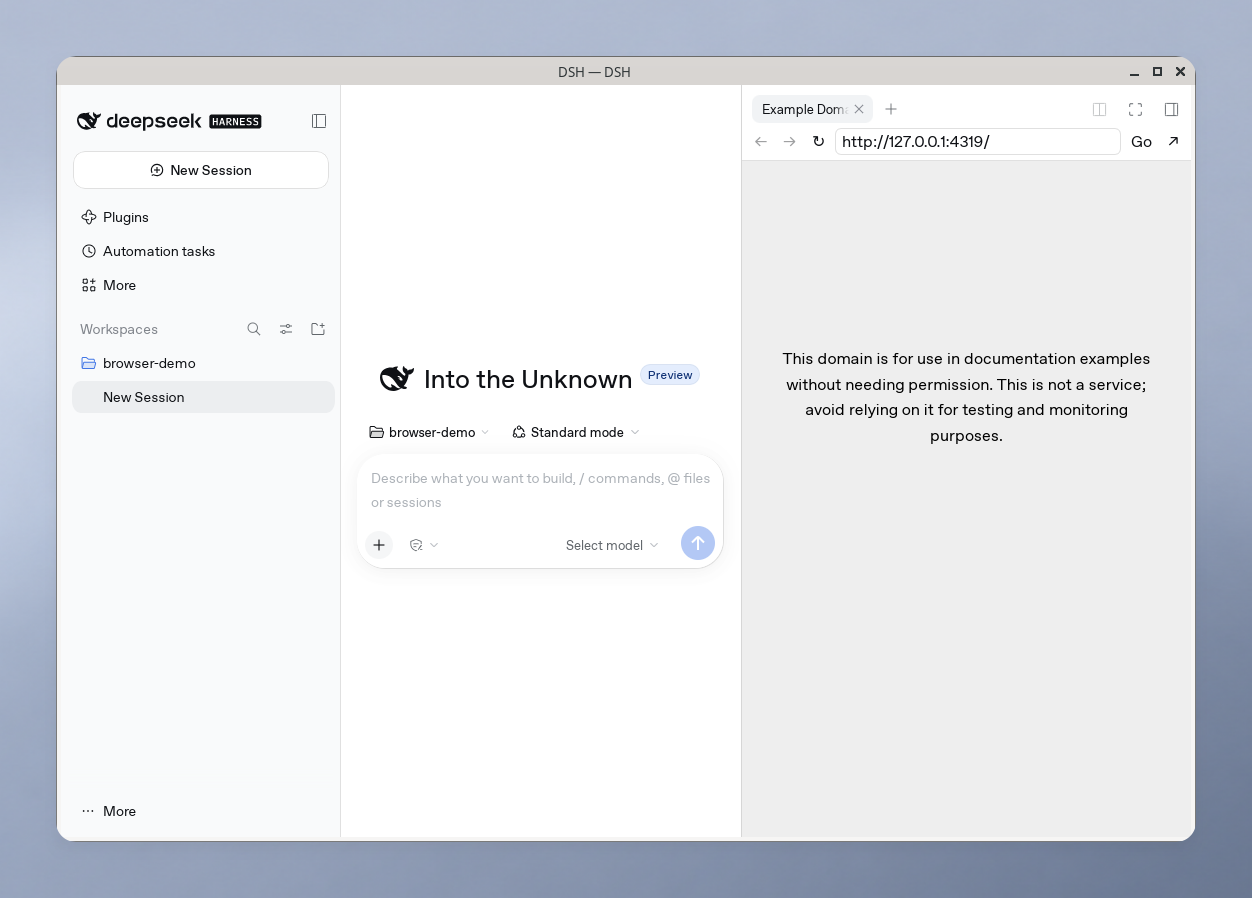 DSH — DSH
deepseek HARNESS
New Session
Plugins
Automation tasks
More
Workspaces
browser-demo
New Session
More
Into the Unknown Preview
browser-demo Standard mode
Describe what you want to build, / commands, @ files
or sessions
Select model
Example Dom
http://127.0.0.1:4319/ Go
This domain is for use in documentation examples
without needing permission. This is not a service;
avoid relying on it for testing and monitoring
purposes.